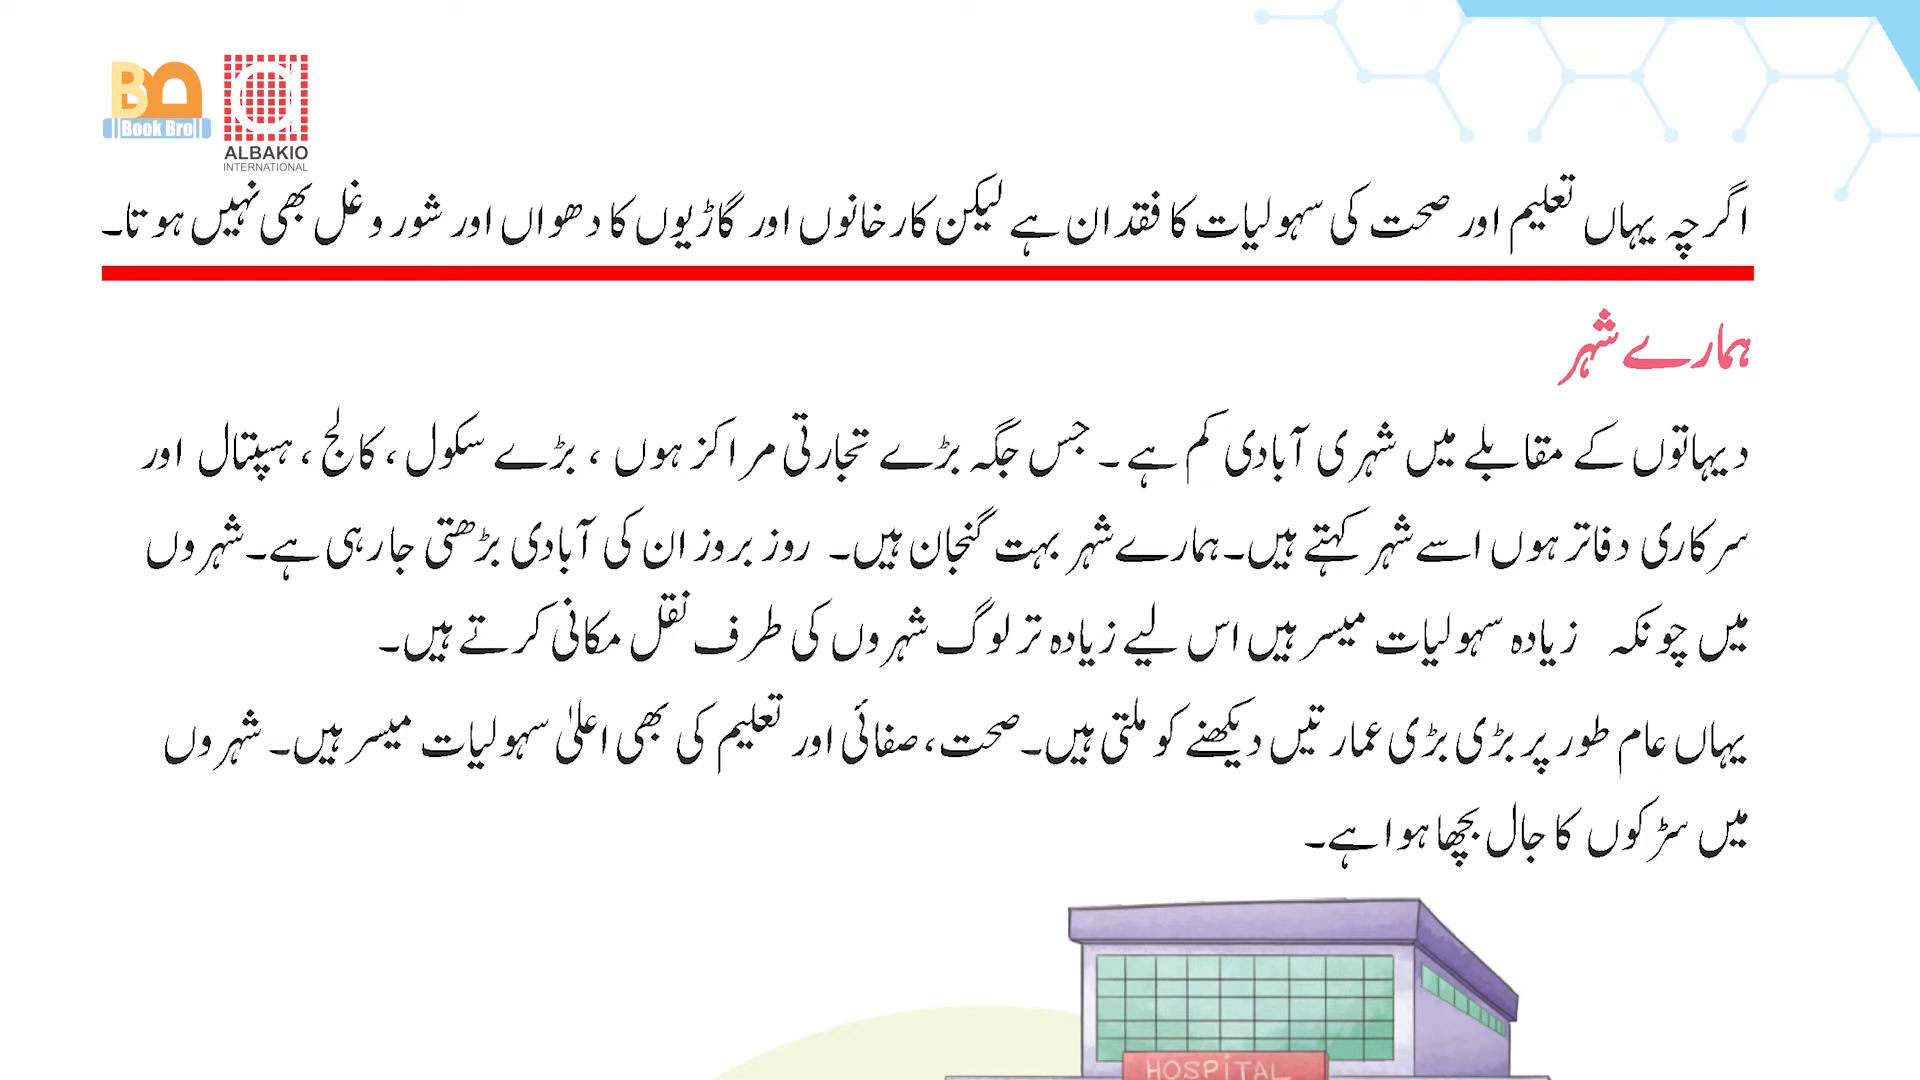 Book Bro
ALBAKIO
INTERNATIONAL
اگرچہ یہاں تعلیم اور صحت کی سہولیات کا فقدان ہے لیکن کارخانوں اور گاڑیوں کا دھواں اور شور و غل بھی نہیں ہوتا۔
ہمارے شہر
دیہاتوں کے مقابلے میں شہری آبادی کم ہے ۔ جس جگہ بڑے تجارتی مراکز ہوں ، بڑے سکول، کالج ، ہسپتال اور
سرکاری دفاتر ہوں اسے شہر کہتے ہیں۔ہمارے شہر بہت گنجان ہیں۔ روز بروز ان کی آبادی بڑھتی جارہی ہے۔شہروں
میں چونکہ زیادہ سہولیات میسر ہیں اس لیے زیادہ تر لوگ شہروں کی طرف نقل مکانی کرتے ہیں۔
یہاں عام طور پر بڑی بڑی عمارتیں دیکھنے کو ملتی ہیں۔صحت، صفائی اور تعلیم کی بھی اعلیٰ سہولیات میسر ہیں۔ شہروں
میں سڑکوں کا جال بچھا ہوا ہے۔
HOSPITAL